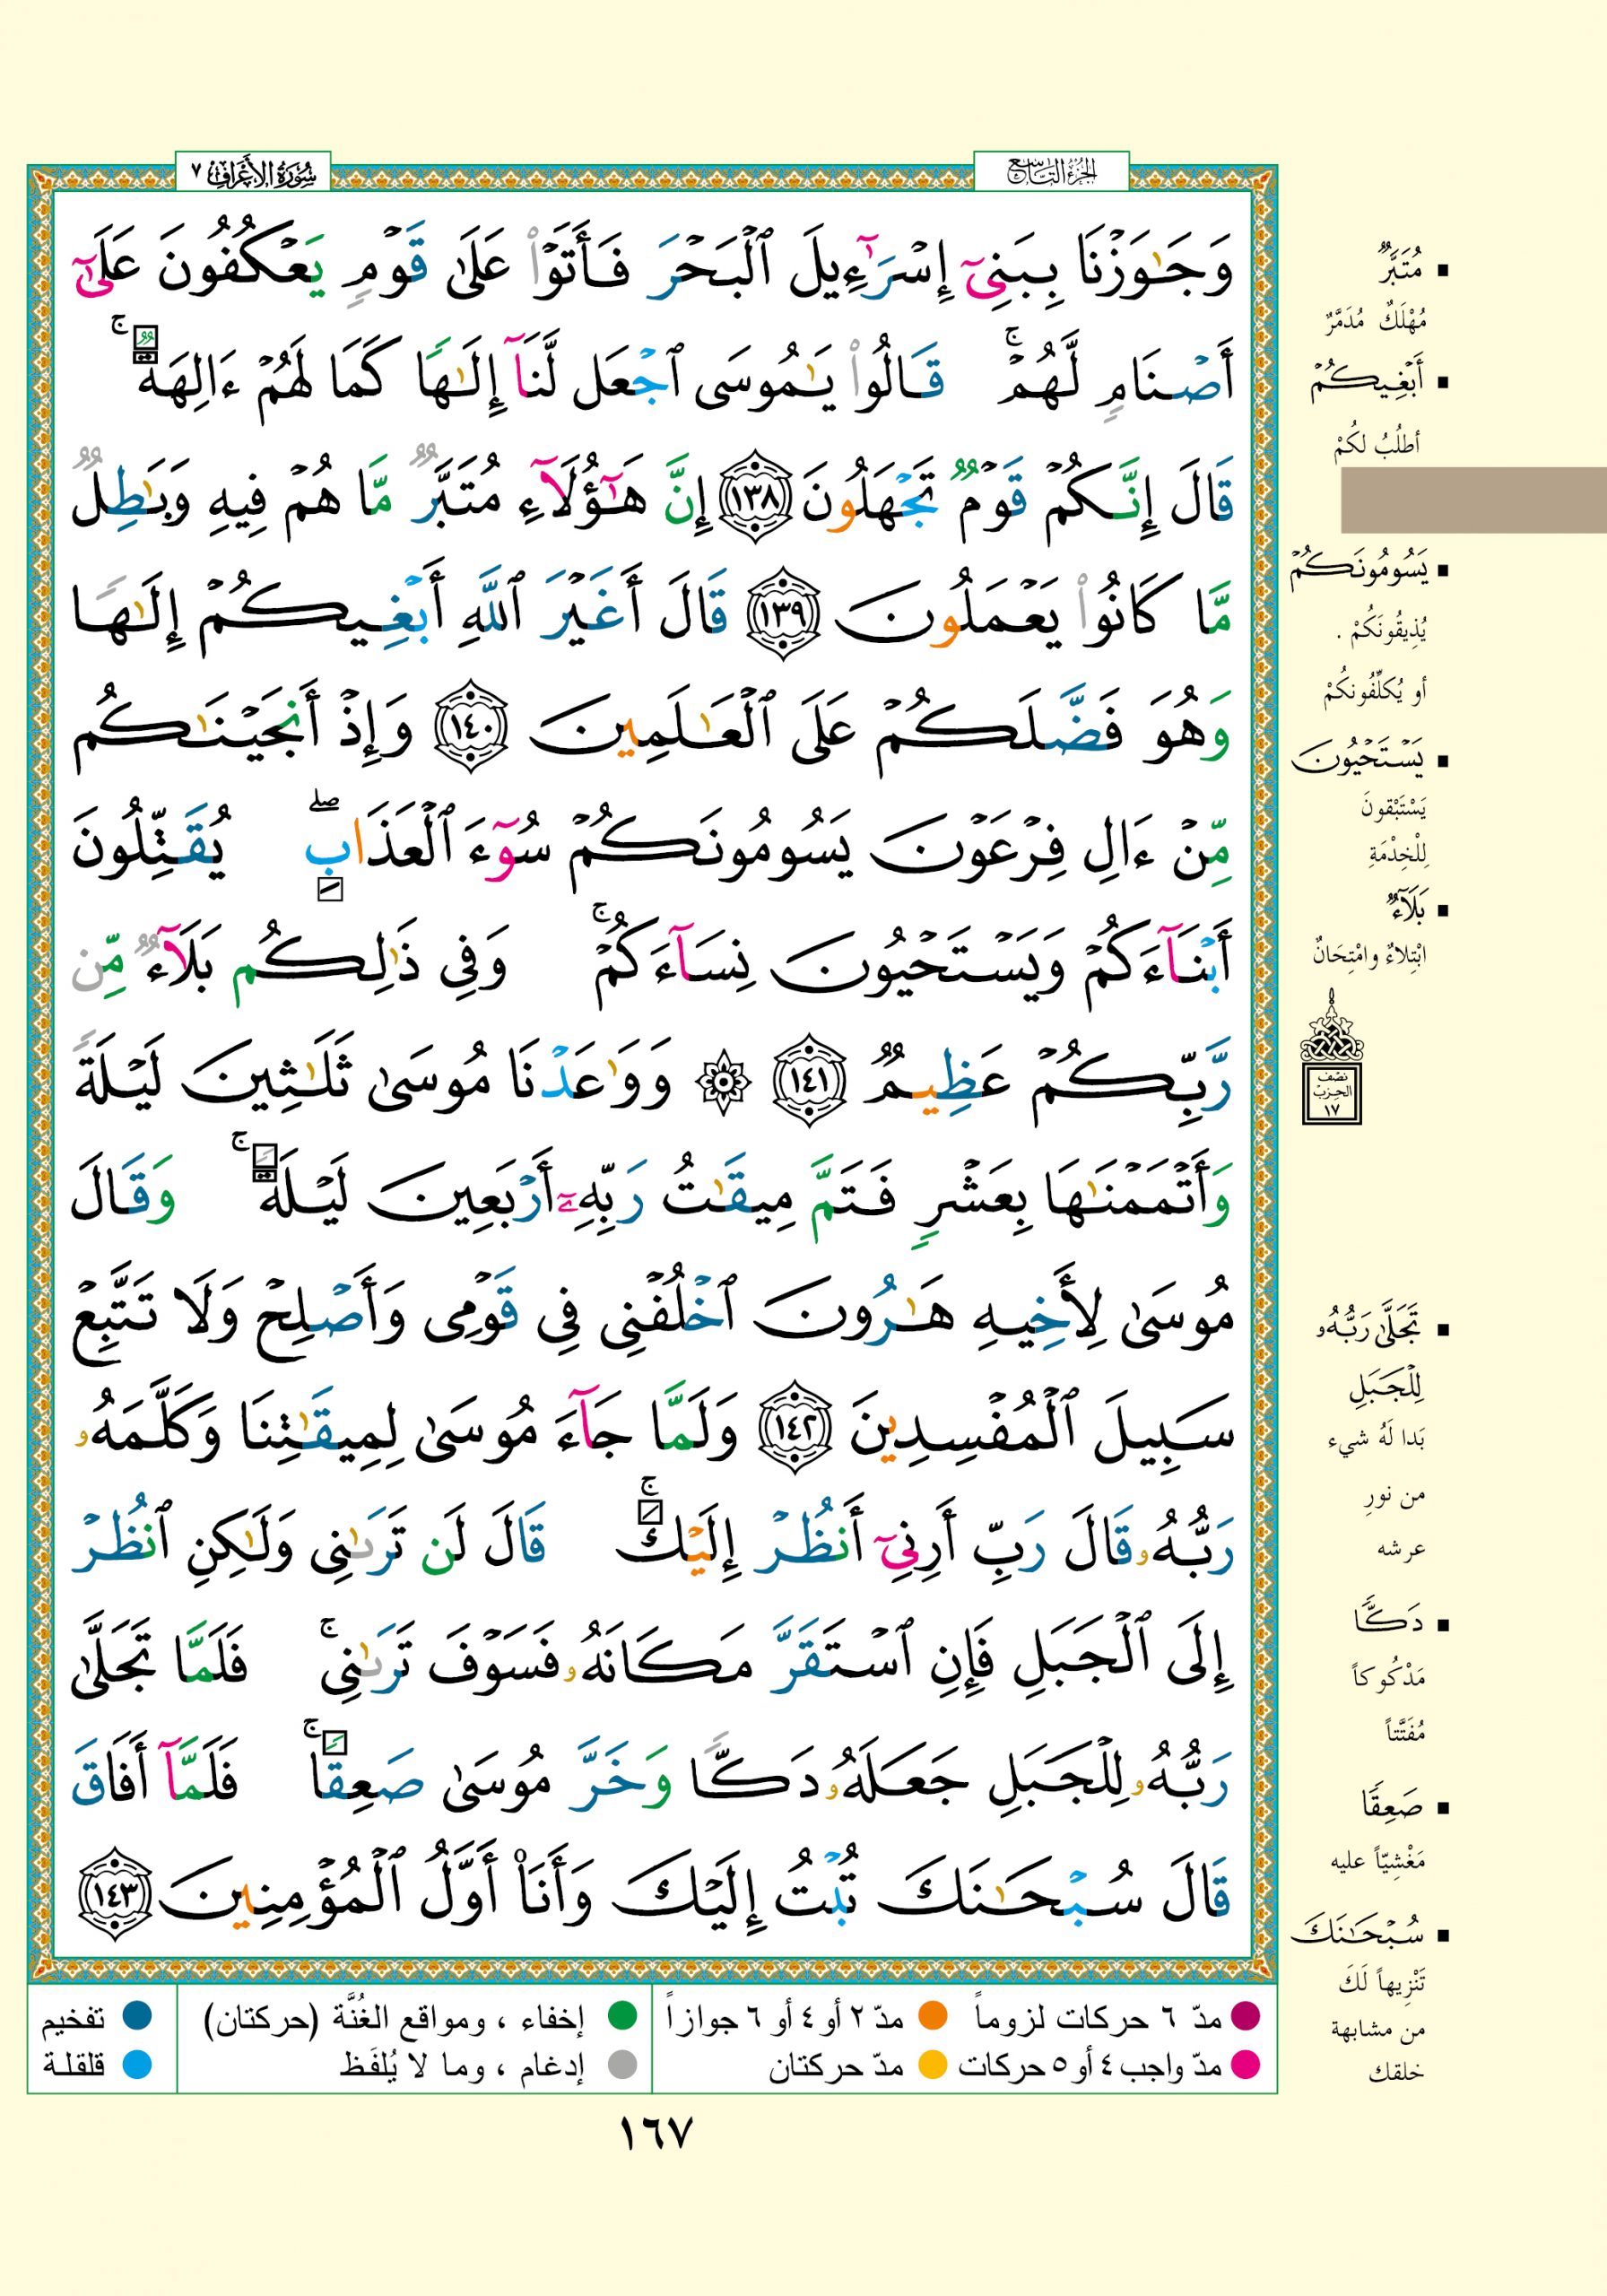 الجزء التاسع
سورة الأعراف ٧
وَجَٰوَزْنَا بِبَنِىٓ إِسْرَٰٓءِيلَ ٱلْبَحْرَ فَأَتَوْا۟ عَلَىٰ قَوْمٍ يَعْكُفُونَ عَلَىٰٓ
أَصْنَامٍ لَّهُمْ ۚ قَالُوا۟ يَٰمُوسَى ٱجْعَل لَّنَآ إِلَٰهًا كَمَا لَهُمْ ءَالِهَةٌ ۚ
قَالَ إِنَّكُمْ قَوْمٌ تَجْهَلُونَ ١٣٨ إِنَّ هَٰٓؤُلَآءِ مُتَبَّرٌ مَّا هُمْ فِيهِ وَبَٰطِلٌ
مَّا كَانُوا۟ يَعْمَلُونَ ١٣٩ قَالَ أَغَيْرَ ٱللَّهِ أَبْغِيكُمْ إِلَٰهًا
وَهُوَ فَضَّلَكُمْ عَلَى ٱلْعَٰلَمِينَ ١٤٠ وَإِذْ أَنجَيْنَٰكُم
مِّنْ ءَالِ فِرْعَوْنَ يَسُومُونَكُمْ سُوٓءَ ٱلْعَذَابِ ۖ يُقَتِّلُونَ
أَبْنَآءَكُمْ وَيَسْتَحْيُونَ نِسَآءَكُمْ ۚ وَفِى ذَٰلِكُم بَلَآءٌ مِّن
رَّبِّكُمْ عَظِيمٌ ١٤١ ۞ وَوَٰعَدْنَا مُوسَىٰ ثَلَٰثِينَ لَيْلَةً
وَأَتْمَمْنَٰهَا بِعَشْرٍ فَتَمَّ مِيقَٰتُ رَبِّهِۦٓ أَرْبَعِينَ لَيْلَةً ۚ وَقَالَ
مُوسَىٰ لِأَخِيهِ هَٰرُونَ ٱخْلُفْنِى فِى قَوْمِى وَأَصْلِحْ وَلَا تَتَّبِعْ
سَبِيلَ ٱلْمُفْسِدِينَ ١٤٢ وَلَمَّا جَآءَ مُوسَىٰ لِمِيقَٰتِنَا وَكَلَّمَهُۥ
رَبُّهُۥ قَالَ رَبِّ أَرِنِىٓ أَنظُرْ إِلَيْكَ ۚ قَالَ لَن تَرَىٰنِى وَلَٰكِنِ ٱنظُرْ
إِلَى ٱلْجَبَلِ فَإِنِ ٱسْتَقَرَّ مَكَانَهُۥ فَسَوْفَ تَرَىٰنِى ۚ فَلَمَّا تَجَلَّىٰ
رَبُّهُۥ لِلْجَبَلِ جَعَلَهُۥ دَكًّا وَخَرَّ مُوسَىٰ صَعِقًا ۚ فَلَمَّآ أَفَاقَ
قَالَ سُبْحَٰنَكَ تُبْتُ إِلَيْكَ وَأَنَا۠ أَوَّلُ ٱلْمُؤْمِنِينَ ١٤٣
■ مُتَبَّرٌ
مُهْلَكٌ مُدَمَّرٌ
■ أَبْغِيكُمْ
أطلُبُ لكُمْ
■ يَسُومُونَكُمْ
يُذِيقُونَكُمْ .
أو يُكلِّفُونكُمْ
■ يَسْتَحْيُونَ
يَسْتَبْقونَ
لِلْخِدْمَةِ
■ بَلَآءٌ
ابْتِلاءٌ وامْتِحَانٌ
نصف
الحزب
١٧
■ تَجَلَّىٰ رَبُّهُۥ
لِلْجَبَلِ
بَدا لَهُ شيء
من نورِ
عرشه
■ دَكًّا
مَدْكُوكاً
مُفَتَّتاً
■ صَعِقًا
مَغْشِيّاً عليه
■ سُبْحَٰنَكَ
تَنْزِيهاً لَكَ
من مشابهة
خلقك
مدّ ٦ حركات لزوماً مدّ ٢ أو ٤ أو ٦ جوازاً
مدّ واجب ٤ أو ٥ حركات مدّ حركتان
إخفاء ، ومواقع الغُنَّة (حركتان)
إدغام ، وما لا يُلفَظ
تفخيم
قلقلة
١٦٧